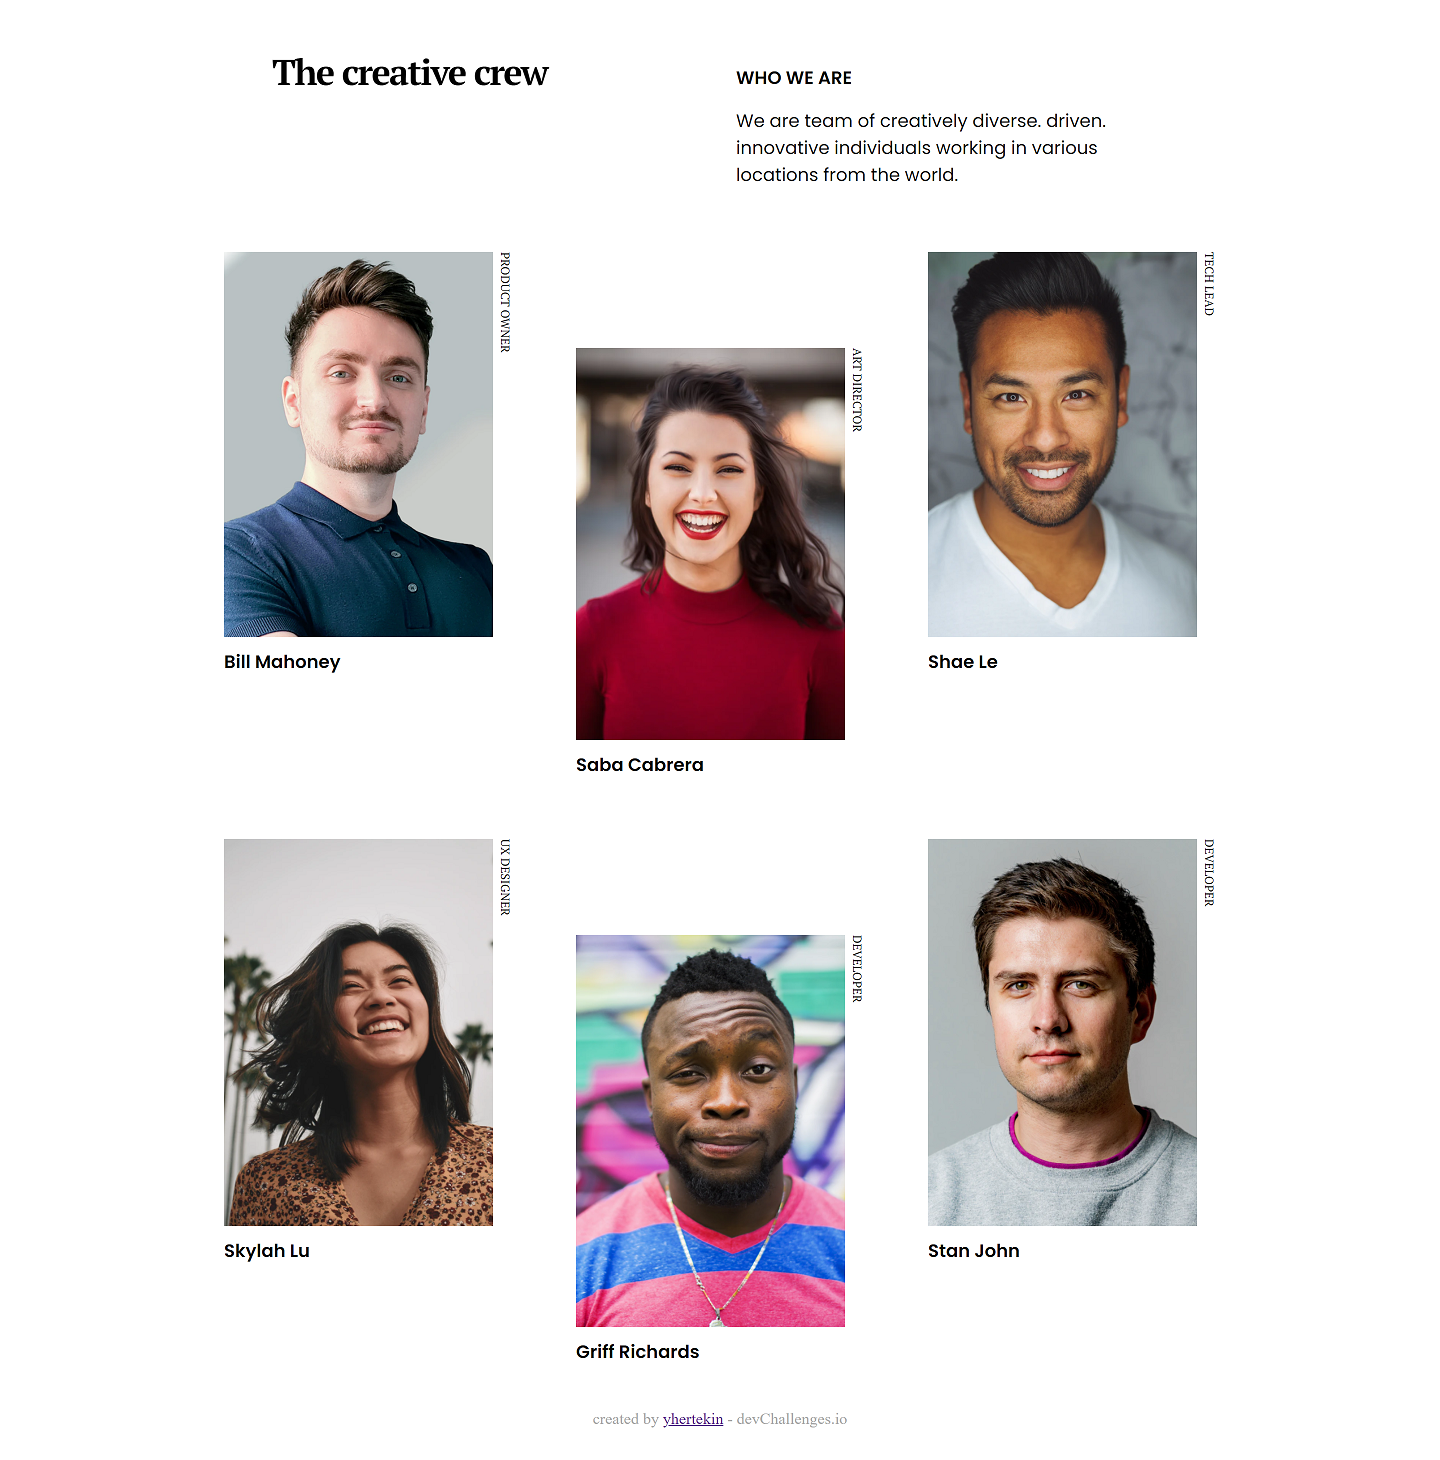 The creative crew
WHO WE ARE
We are team of creatively diverse. driven.
innovative individuals working in various
locations from the world.
PRODUCT OWNER
Bill Mahoney
ART DIRECTOR
Saba Cabrera
TECH LEAD
Shae Le
UX DESIGNER
Skylah Lu
DEVELOPER
Griff Richards
DEVELOPER
Stan John
created by yhertekin - devChallenges.io